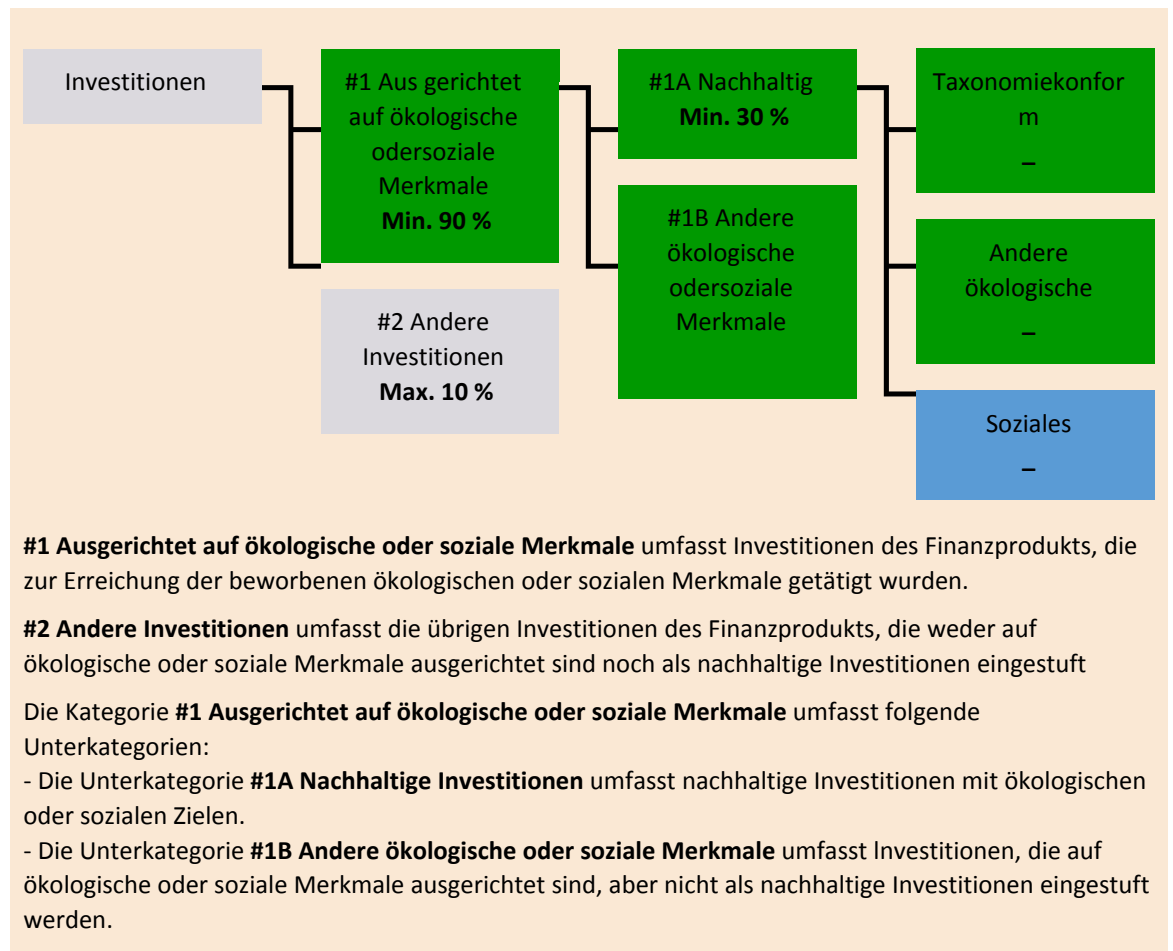 Investitionen
#1 Aus gerichtet
auf ökologische
odersoziale
Merkmale
Min. 90 %
#2 Andere
Investitionen
Max. 10 %
#1A Nachhaltig
Min. 30 %
#1B Andere
ökologische
odersoziale
Merkmale
Taxonomiekonfor
m
–
Andere
ökologische
–
Soziales
–
#1 Ausgerichtet auf ökologische oder soziale Merkmale umfasst Investitionen des Finanzprodukts, die
zur Erreichung der beworbenen ökologischen oder sozialen Merkmale getätigt wurden.
#2 Andere Investitionen umfasst die übrigen Investitionen des Finanzprodukts, die weder auf
ökologische oder soziale Merkmale ausgerichtet sind noch als nachhaltige Investitionen eingestuft
Die Kategorie #1 Ausgerichtet auf ökologische oder soziale Merkmale umfasst folgende
Unterkategorien:
- Die Unterkategorie #1A Nachhaltige Investitionen umfasst nachhaltige Investitionen mit ökologischen
oder sozialen Zielen.
- Die Unterkategorie #1B Andere ökologische oder soziale Merkmale umfasst lnvestitionen, die auf
ökologische oder soziale Merkmale ausgerichtet sind, aber nicht als nachhaltige Investitionen eingestuft
werden.